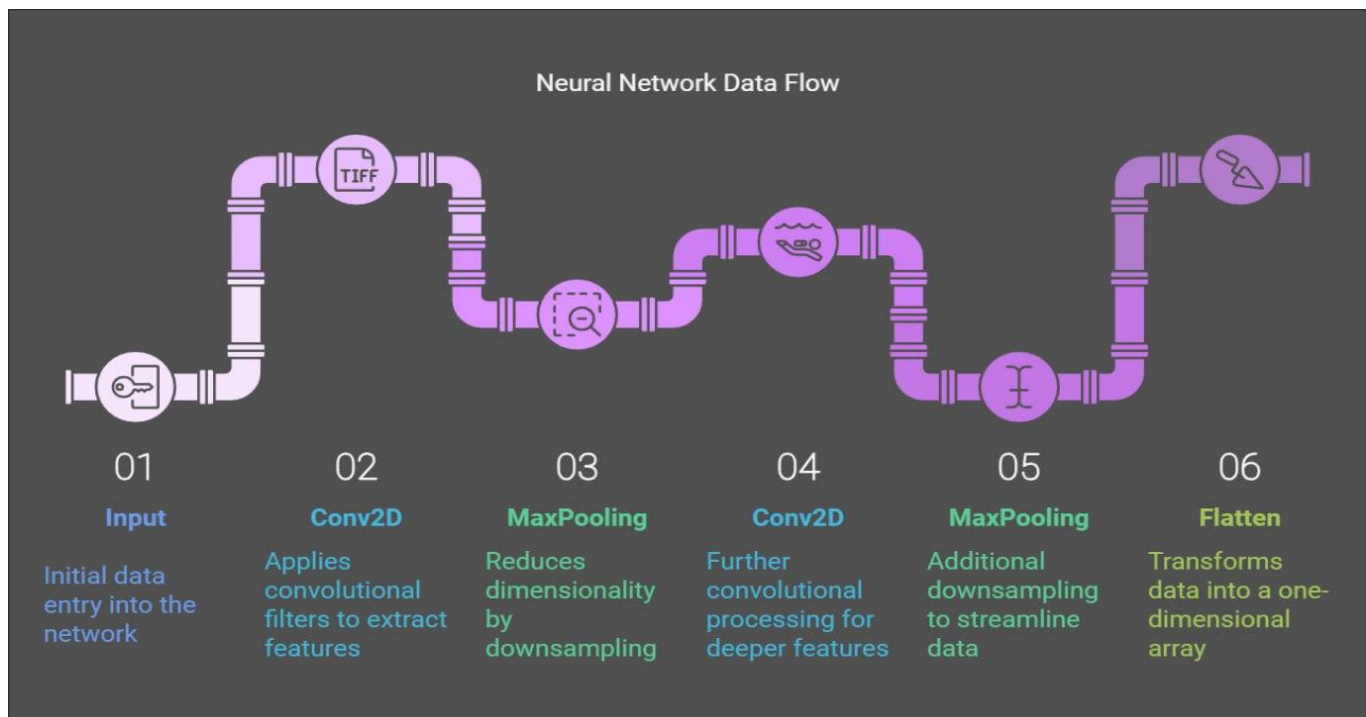 Neural Network Data Flow
TIFF
01
02
03
04
05
06
Input
Conv2D
MaxPooling
Conv2D
MaxPooling
Flatten
Initial data
entry into the
network
Applies
convolutional
filters to extract
features
Reduces
dimensionality
by
downsampling
Further
convolutional
processing for
deeper features
Additional
downsampling
to streamline
data
Transforms
data into a one-
dimensional
array